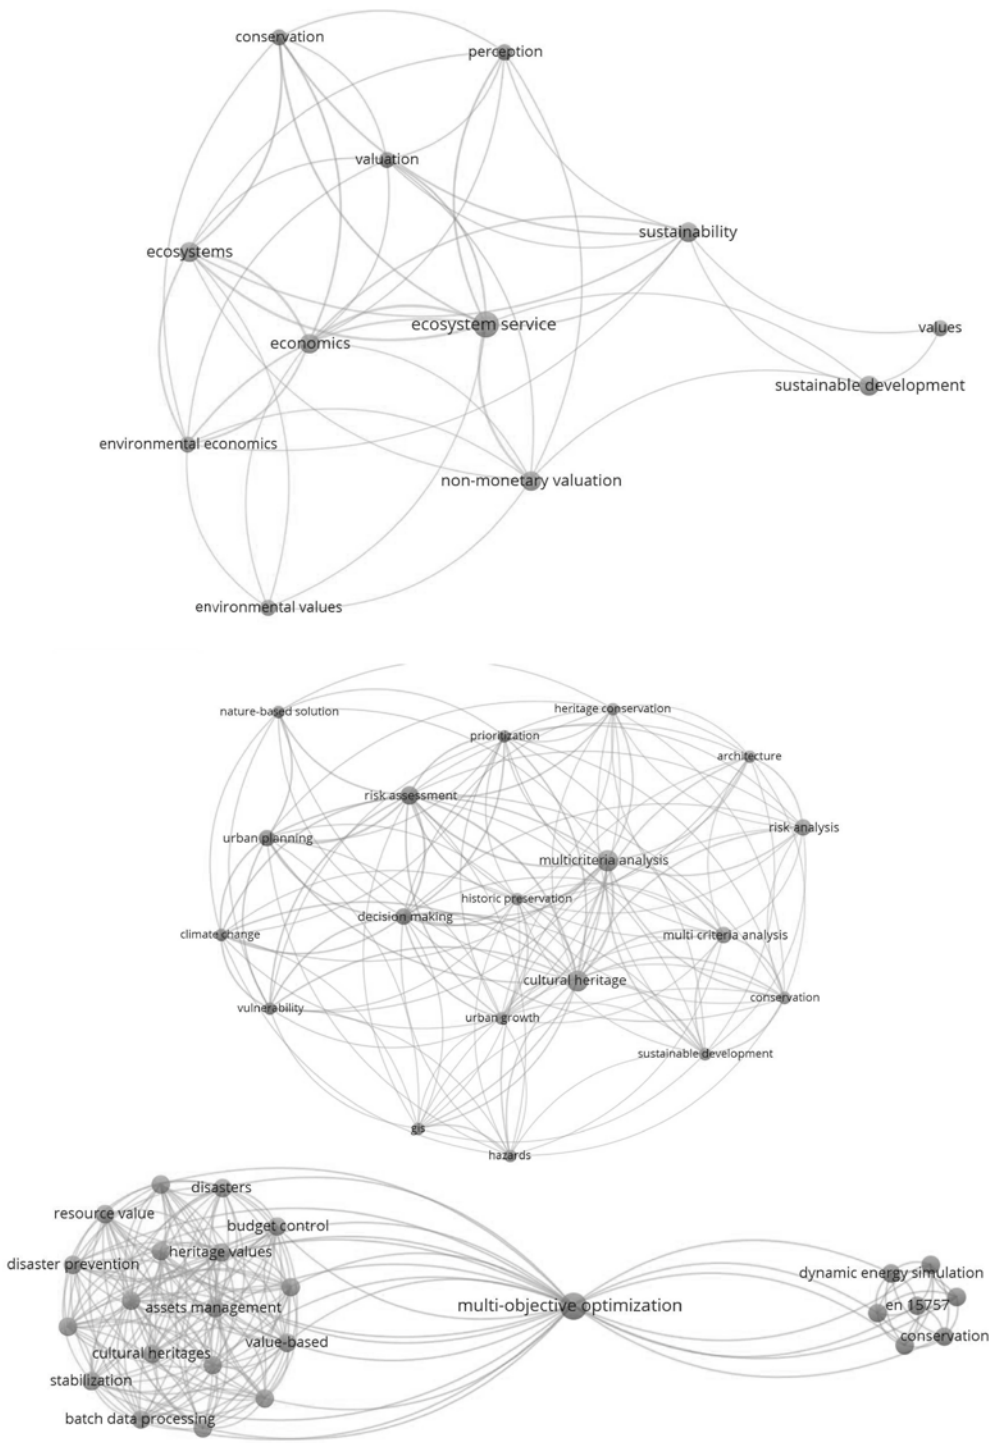 conservation
perception
valuation
sustainability
ecosystems
ecosystem service
values
economics
sustainable development
environmental economics
non-monetary valuation
environmental values
nature-based solution
heritage conservation
prioritization
architecture
risk assessment
risk analysis
urban planning
multicriteria analysis
historic preservation
decision making
climate change
multi criteria analysis
cultural heritage
conservation
vulnerability
urban growth
sustainable development
gis
hazards
disasters
resource value
budget control
heritage values
disaster prevention
dynamic energy simulation
assets management
multi-objective optimization
en 15757
conservation
value-based
cultural heritages
stabilization
batch data processing